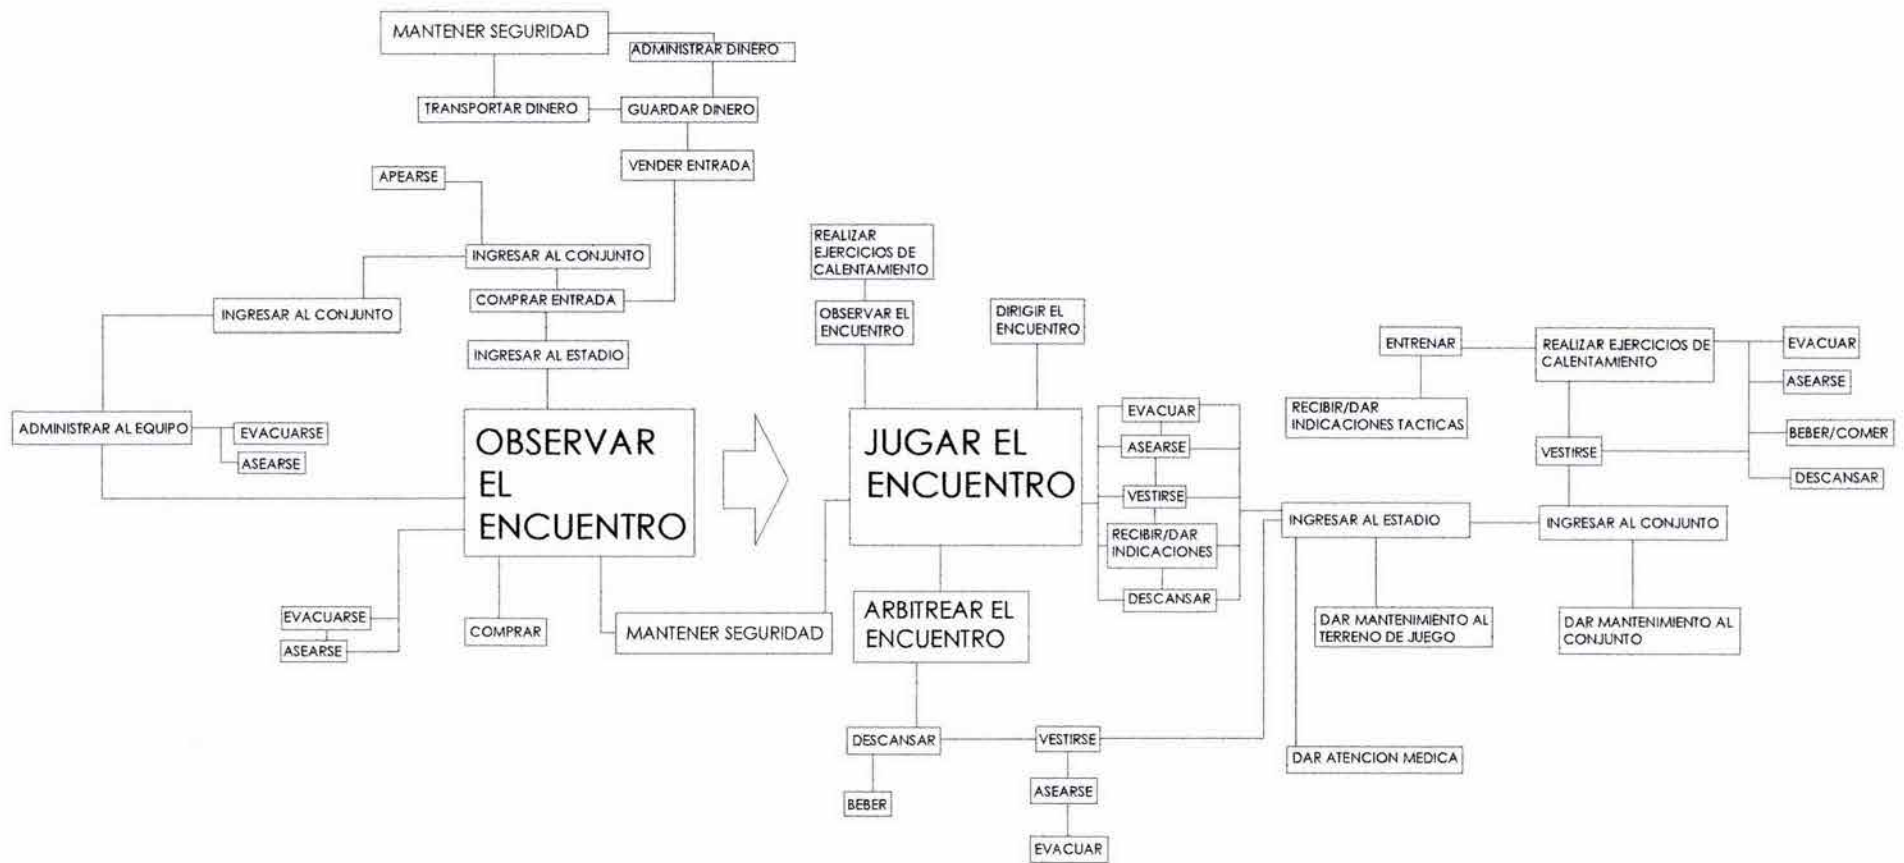 MANTENER SEGURIDAD
ADMINISTRAR DINERO
TRANSPORTAR DINERO
GUARDAR DINERO
VENDER ENTRADA
APEARSE
INGRESAR AL CONJUNTO
COMPRAR ENTRADA
INGRESAR AL CONJUNTO
INGRESAR AL ESTADIO
ADMINISTRAR AL EQUIPO
EVACUARSE
ASEARSE
OBSERVAR
EL
ENCUENTRO
EVACUARSE
ASEARSE
COMPRAR
MANTENER SEGURIDAD
REALIZAR
EJERCICIOS DE
CALENTAMIENTO
OBSERVAR EL
ENCUENTRO
DIRIGIR EL
ENCUENTRO
JUGAR EL
ENCUENTRO
EVACUAR
ASEARSE
VESTIRSE
RECIBIR/DAR
INDICACIONES
DESCANSAR
ARBITREAR EL
ENCUENTRO
DESCANSAR
BEBER
VESTIRSE
ASEARSE
EVACUAR
ENTRENAR
REALIZAR EJERCICIOS DE
CALENTAMIENTO
RECIBIR/DAR
INDICACIONES TACTICAS
EVACUAR
ASEARSE
BEBER/COMER
DESCANSAR
VESTIRSE
INGRESAR AL ESTADIO
INGRESAR AL CONJUNTO
DAR MANTENIMIENTO AL
TERRENO DE JUEGO
DAR MANTENIMIENTO AL
CONJUNTO
DAR ATENCION MEDICA